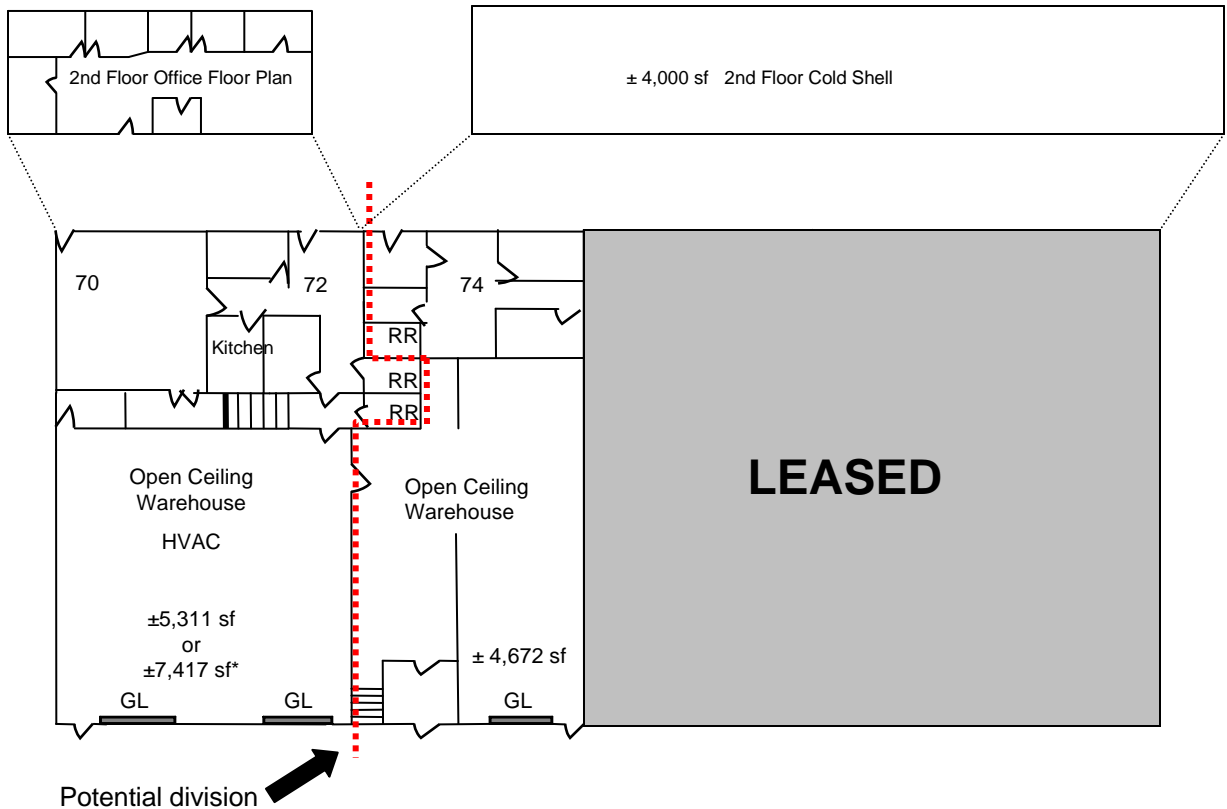 2nd Floor Office Floor Plan
± 4,000 sf 2nd Floor Cold Shell
70
72
74
Kitchen
RR
RR
RR
Open Ceiling
Warehouse
HVAC
Open Ceiling
Warehouse
LEASED
±5,311 sf
or
±7,417 sf*
± 4,672 sf
GL
GL
GL
Potential division